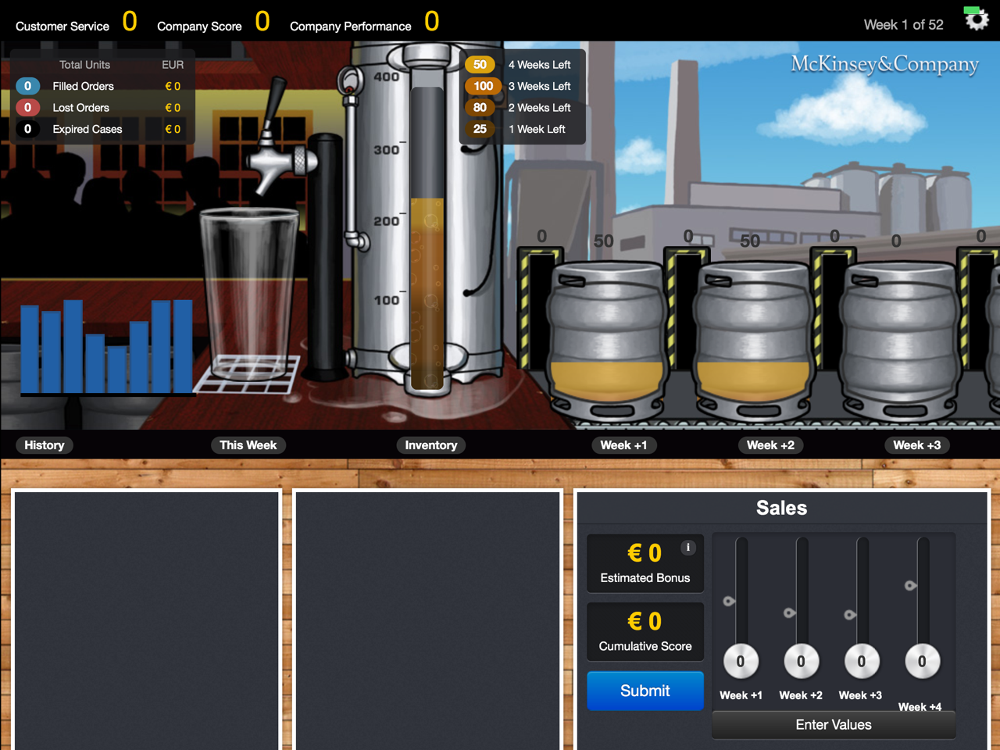 Customer Service 0 Company Score 0 Company Performance 0 Week 1 of 52
Total Units EUR
0 Filled Orders € 0
0 Lost Orders € 0
0 Expired Cases € 0
50 4 Weeks Left
100 3 Weeks Left
80 2 Weeks Left
25 1 Week Left
McKinsey&Company
400
300
200
100
0 50 0 50 0 0 0
History This Week Inventory Week +1 Week +2 Week +3
Sales
€ 0 i
Estimated Bonus
€ 0
Cumulative Score
Submit
0 0 0 0
Week +1 Week +2 Week +3 Week +4
Enter Values